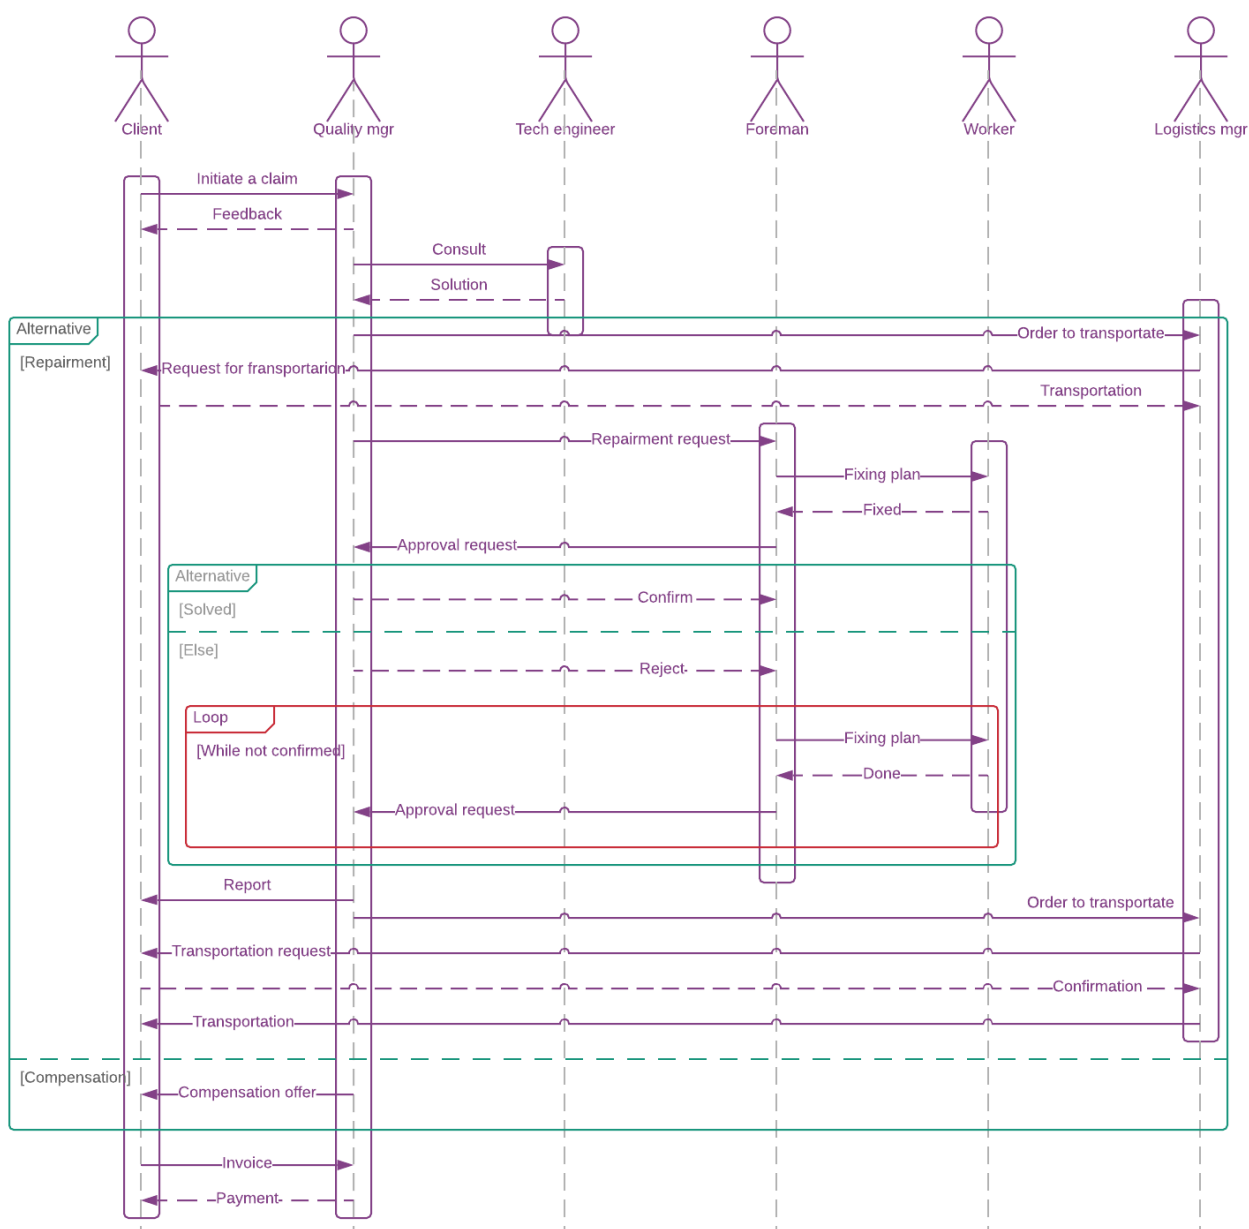 Client
Quality mgr
Tech engineer
Foreman
Worker
Logistics mgr
Initiate a claim
Feedback
Consult
Solution
Alternative
Order to transportate
[Repairment]
Request for fransportarion
Transportation
Repairment request
Fixing plan
Fixed
Approval request
Alternative
Confirm
[Solved]
[Else]
Reject
Loop
Fixing plan
[While not confirmed]
Done
Approval request
Report
Order to transportate
Transportation request
Confirmation
Transportation
[Compensation]
Compensation offer
Invoice
Payment